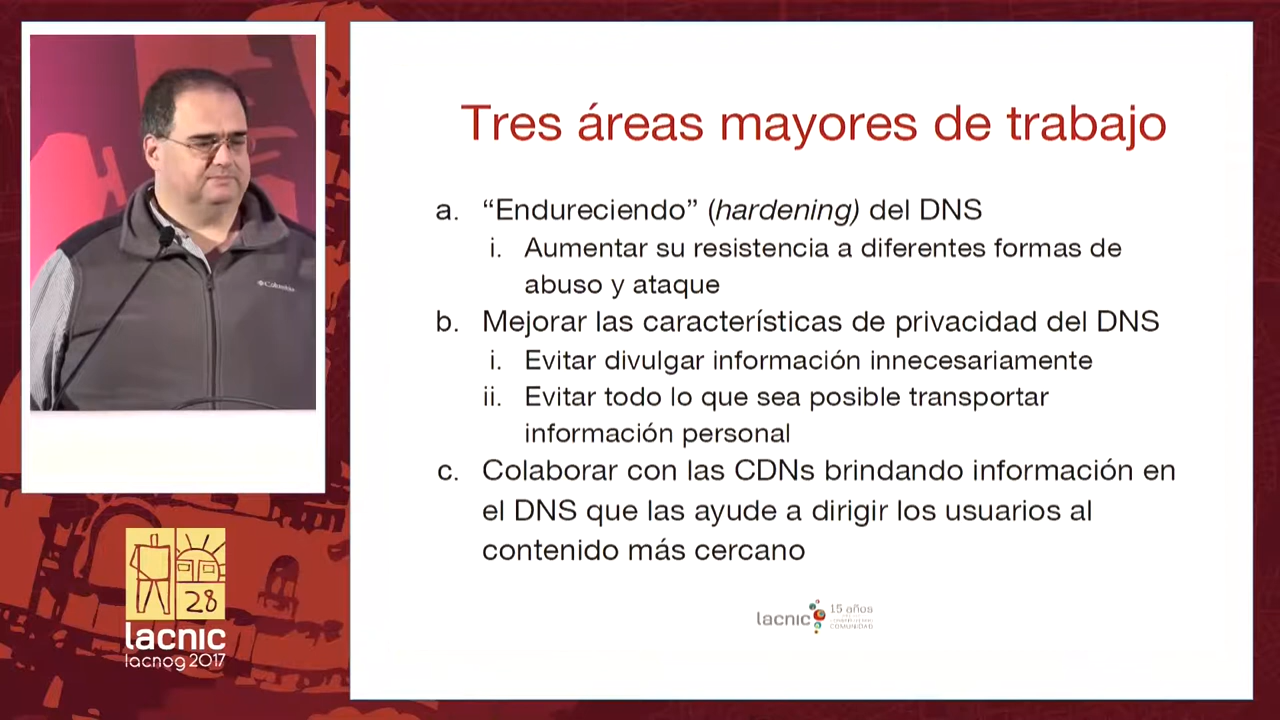 Tres áreas mayores de trabajo
a. “Endureciendo” (hardening) del DNS
i. Aumentar su resistencia a diferentes formas de
abuso y ataque
b. Mejorar las características de privacidad del DNS
i. Evitar divulgar información innecesariamente
ii. Evitar todo lo que sea posible transportar
información personal
c. Colaborar con las CDNs brindando información en
el DNS que las ayude a dirigir los usuarios al
contenido más cercano
lacnic 15 años
COMUNIDAD
Columbia
28
lacnic
lacnog 2017